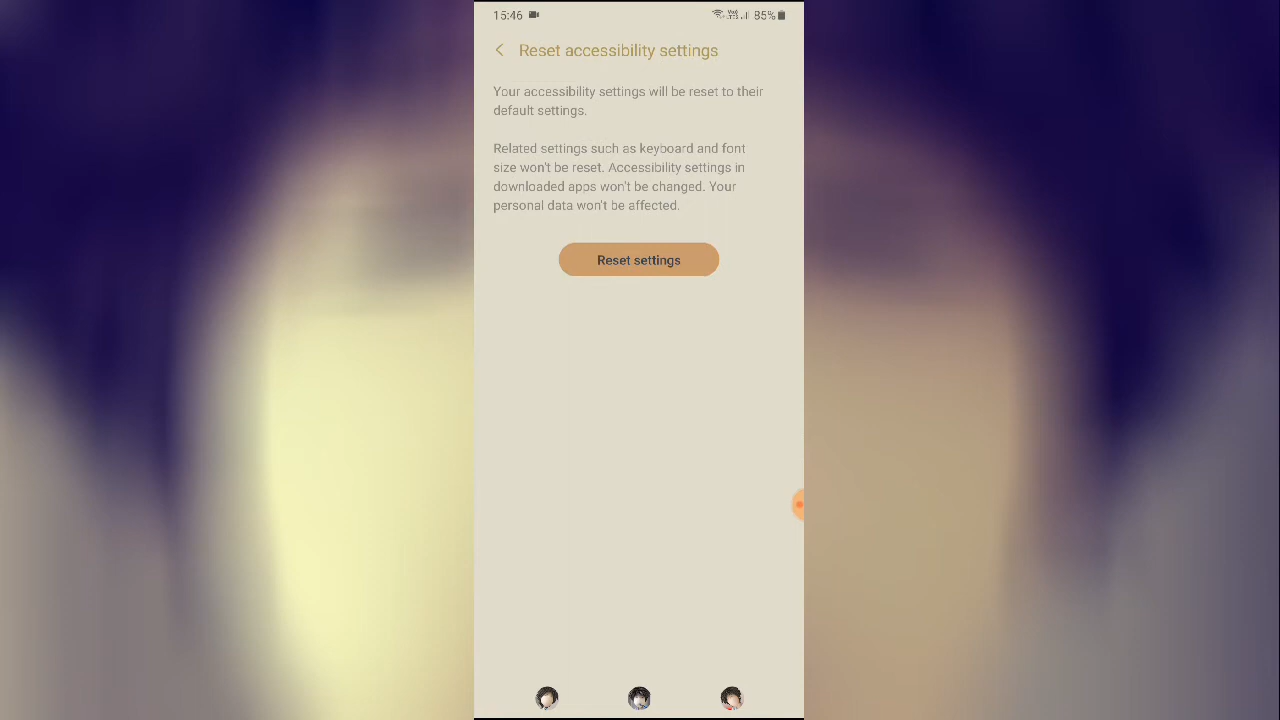 15:46 85%
Reset accessibility settings
Your accessibility settings will be reset to their
default settings.
Related settings such as keyboard and font
size won't be reset. Accessibility settings in
downloaded apps won't be changed. Your
personal data won't be affected.
Reset settings